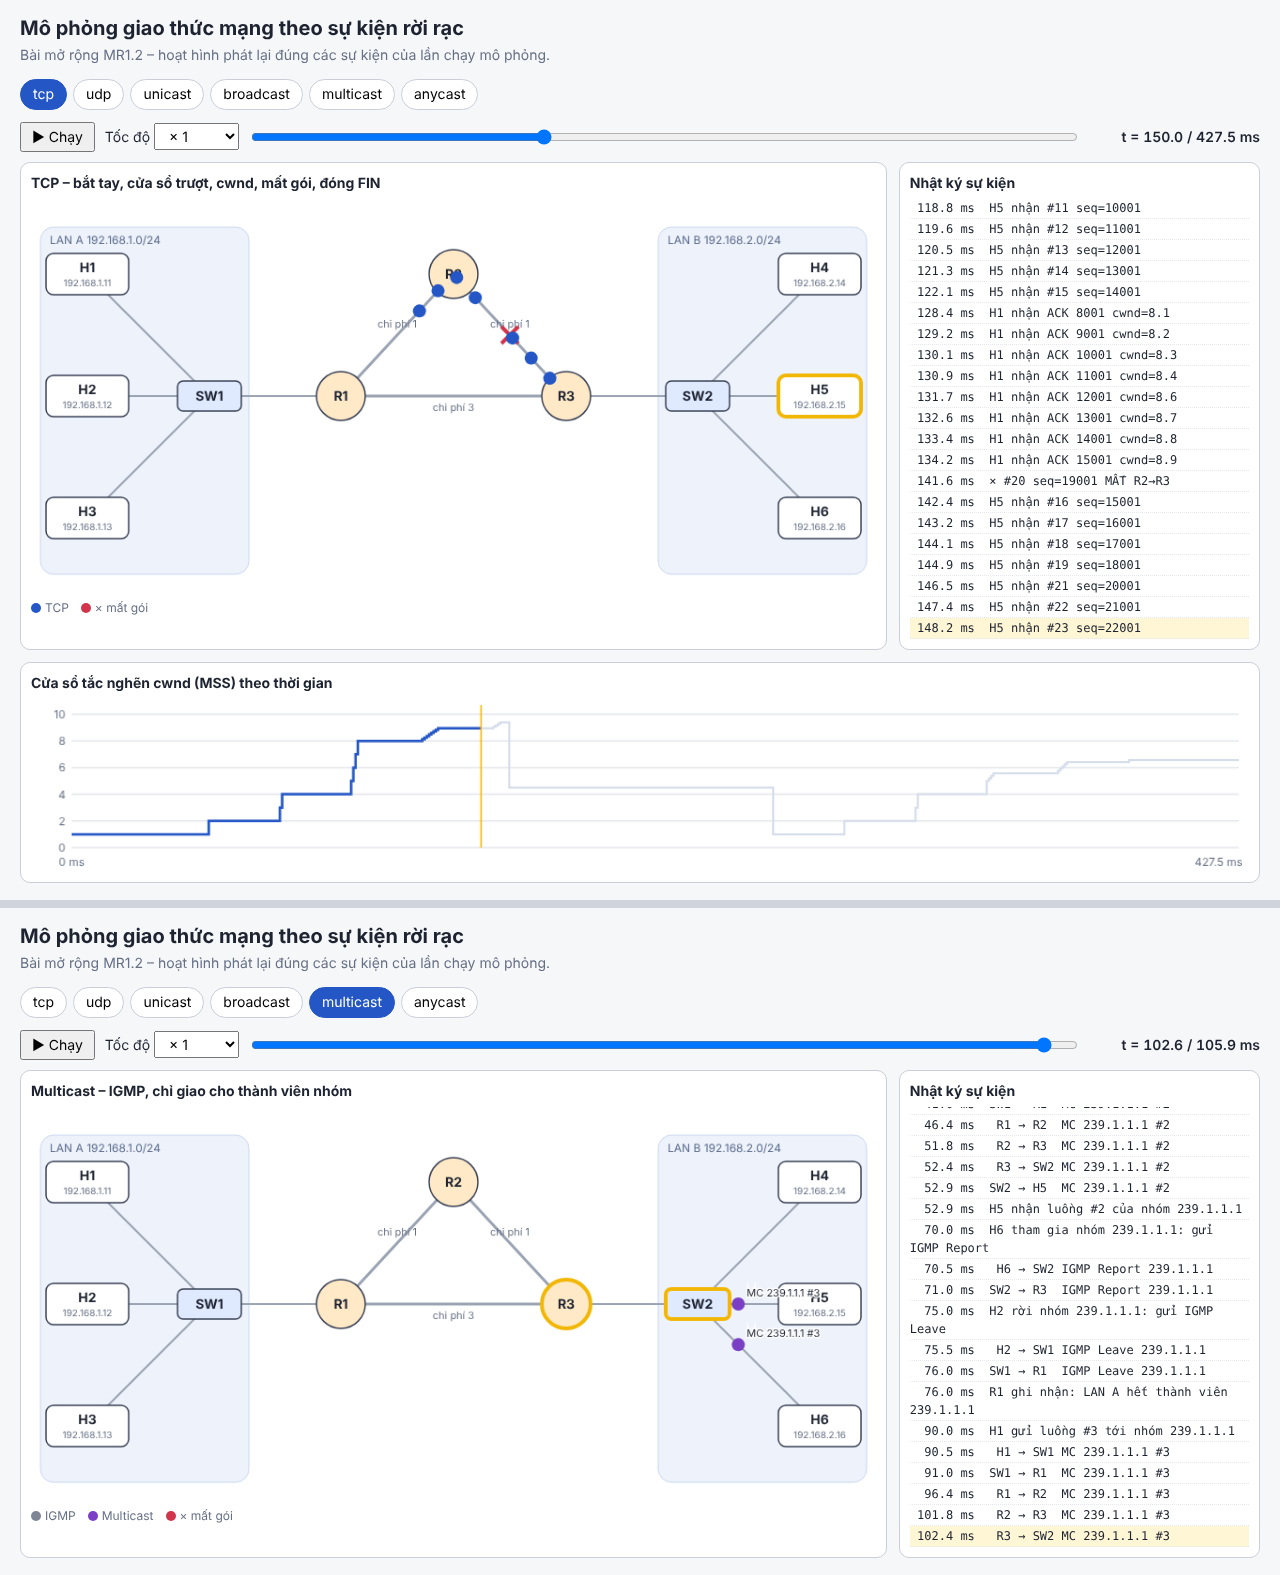 Mô phỏng giao thức mạng theo sự kiện rời rạc
Bài mở rộng MR1.2 – hoạt hình phát lại đúng các sự kiện của lần chạy mô phỏng.
tcp udp unicast broadcast multicast anycast
▶ Chạy Tốc độ × 1 t = 150.0 / 427.5 ms
TCP – bắt tay, cửa sổ trượt, cwnd, mất gói, đóng FIN
LAN A 192.168.1.0/24
LAN B 192.168.2.0/24
H1
192.168.1.11
H4
192.168.2.14
chi phí 1
chi phí 1
H2
192.168.1.12
SW1
R1
R3
SW2
H5
192.168.2.15
chi phí 3
H3
192.168.1.13
H6
192.168.2.16
TCP × mất gói
Nhật ký sự kiện
118.8 ms H5 nhận #11 seq=10001
119.6 ms H5 nhận #12 seq=11001
120.5 ms H5 nhận #13 seq=12001
121.3 ms H5 nhận #14 seq=13001
122.1 ms H5 nhận #15 seq=14001
128.4 ms H1 nhận ACK 8001 cwnd=8.1
129.2 ms H1 nhận ACK 9001 cwnd=8.2
130.1 ms H1 nhận ACK 10001 cwnd=8.3
130.9 ms H1 nhận ACK 11001 cwnd=8.4
131.7 ms H1 nhận ACK 12001 cwnd=8.6
132.6 ms H1 nhận ACK 13001 cwnd=8.7
133.4 ms H1 nhận ACK 14001 cwnd=8.8
134.2 ms H1 nhận ACK 15001 cwnd=8.9
141.6 ms × #20 seq=19001 MẤT R2→R3
142.4 ms H5 nhận #16 seq=15001
143.2 ms H5 nhận #17 seq=16001
144.1 ms H5 nhận #18 seq=17001
144.9 ms H5 nhận #19 seq=18001
146.5 ms H5 nhận #21 seq=20001
147.4 ms H5 nhận #22 seq=21001
148.2 ms H5 nhận #23 seq=22001
Cửa sổ tắc nghẽn cwnd (MSS) theo thời gian
10
8
6
4
2
0
0 ms 427.5 ms
Mô phỏng giao thức mạng theo sự kiện rời rạc
Bài mở rộng MR1.2 – hoạt hình phát lại đúng các sự kiện của lần chạy mô phỏng.
tcp udp unicast broadcast multicast anycast
▶ Chạy Tốc độ × 1 t = 102.6 / 105.9 ms
Multicast – IGMP, chỉ giao cho thành viên nhóm
LAN A 192.168.1.0/24
LAN B 192.168.2.0/24
H1
192.168.1.11
R2
H4
192.168.2.14
chi phí 1
chi phí 1
H2
192.168.1.12
SW1
R1
R3
SW2
MC 239.1.1.1 #3
H5
192.168.2.15
chi phí 3
MC 239.1.1.1 #3
H3
192.168.1.13
H6
192.168.2.16
IGMP Multicast × mất gói
Nhật ký sự kiện
46.4 ms R1 → R2 MC 239.1.1.1 #2
51.8 ms R2 → R3 MC 239.1.1.1 #2
52.4 ms R3 → SW2 MC 239.1.1.1 #2
52.9 ms SW2 → H5 MC 239.1.1.1 #2
52.9 ms H5 nhận luồng #2 của nhóm 239.1.1.1
70.0 ms H6 tham gia nhóm 239.1.1.1: gửi
IGMP Report
70.5 ms H6 → SW2 IGMP Report 239.1.1.1
71.0 ms SW2 → R3 IGMP Report 239.1.1.1
75.0 ms H2 rời nhóm 239.1.1.1: gửi IGMP
Leave
75.5 ms H2 → SW1 IGMP Leave 239.1.1.1
76.0 ms SW1 → R1 IGMP Leave 239.1.1.1
76.0 ms R1 ghi nhận: LAN A hết thành viên
239.1.1.1
90.0 ms H1 gửi luồng #3 tới nhóm 239.1.1.1
90.5 ms H1 → SW1 MC 239.1.1.1 #3
91.0 ms SW1 → R1 MC 239.1.1.1 #3
96.4 ms R1 → R2 MC 239.1.1.1 #3
101.8 ms R2 → R3 MC 239.1.1.1 #3
102.4 ms R3 → SW2 MC 239.1.1.1 #3